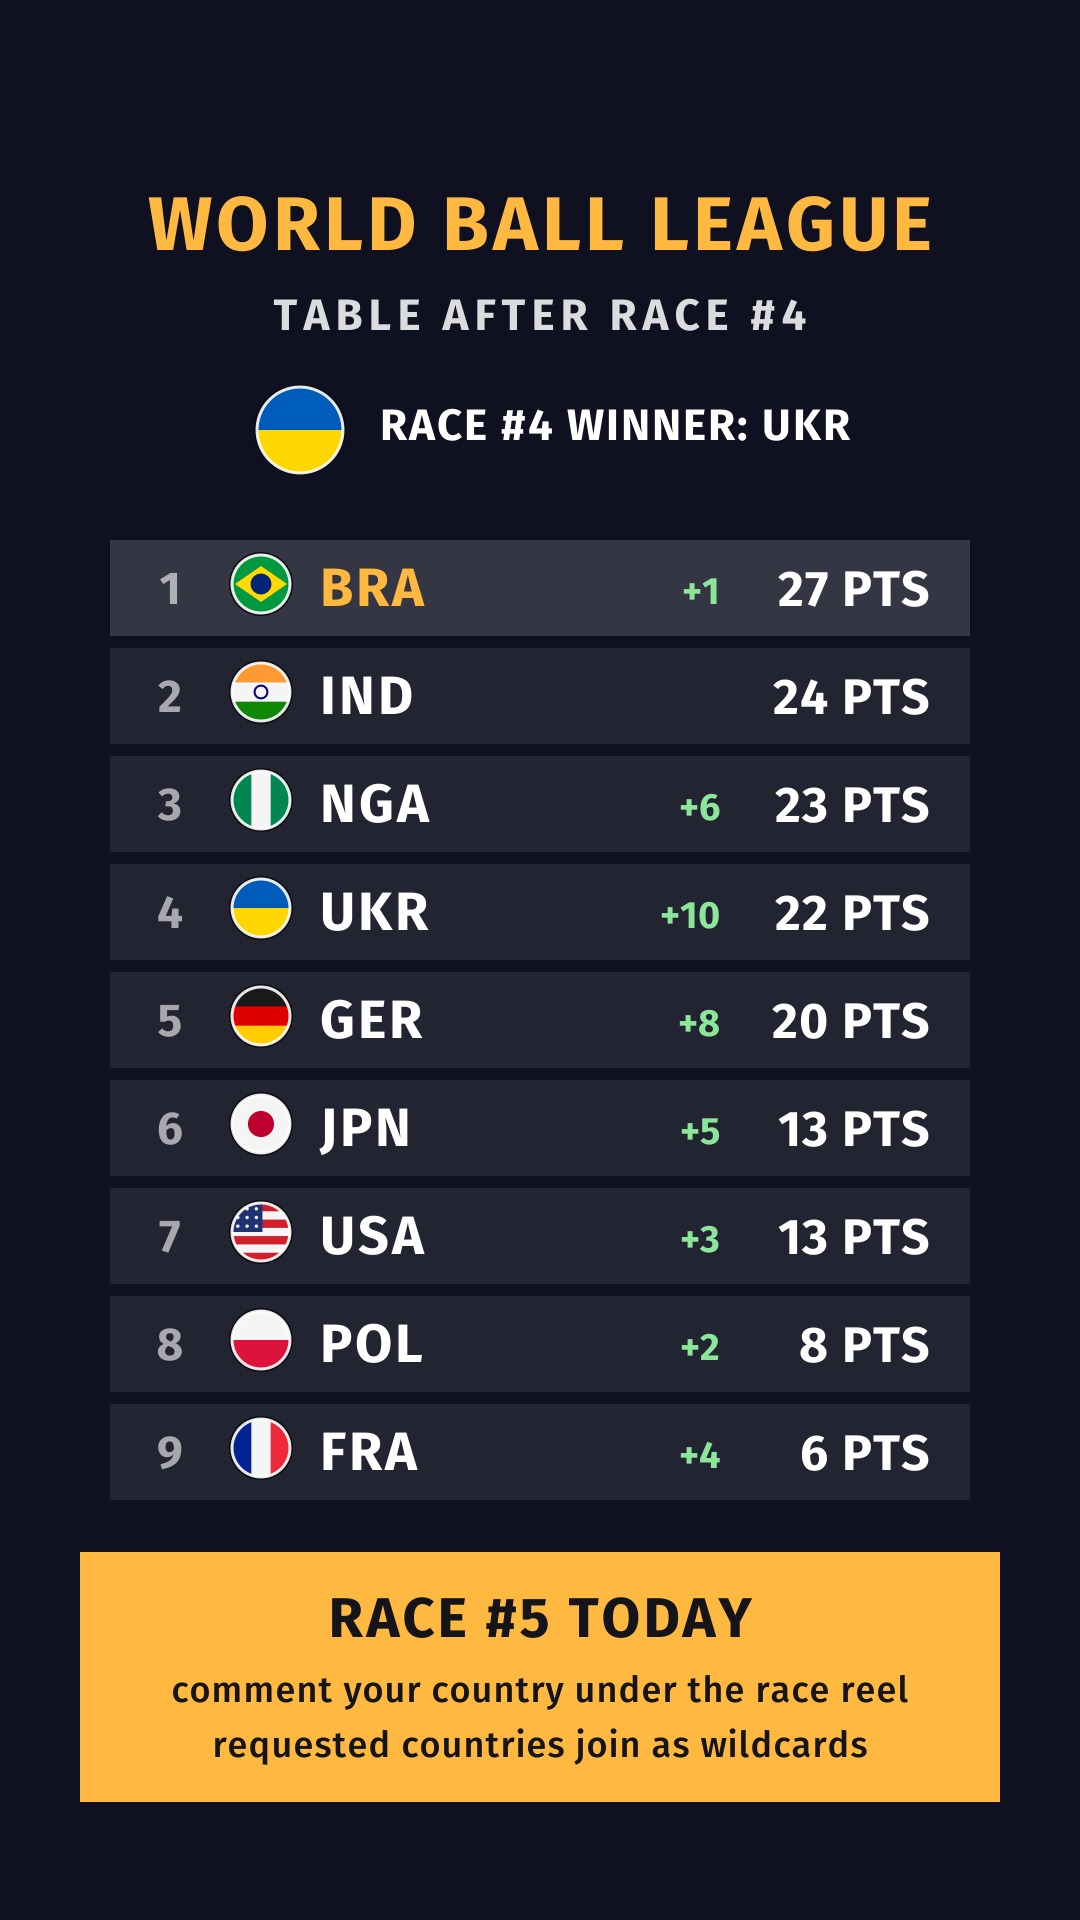 WORLD BALL LEAGUE
TABLE AFTER RACE #4
RACE #4 WINNER: UKR
1 BRA +1 27 PTS
2 IND 24 PTS
3 NGA +6 23 PTS
4 UKR +10 22 PTS
5 GER +8 20 PTS
6 JPN +5 13 PTS
7 USA +3 13 PTS
8 POL +2 8 PTS
9 FRA +4 6 PTS
RACE #5 TODAY
comment your country under the race reel
requested countries join as wildcards